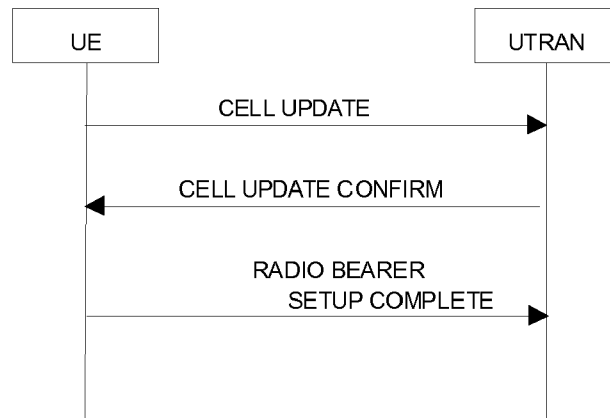 UE
UTRAN
CELL UPDATE
CELL UPDATE CONFIRM
RADIO BEARER
SETUP COMPLETE